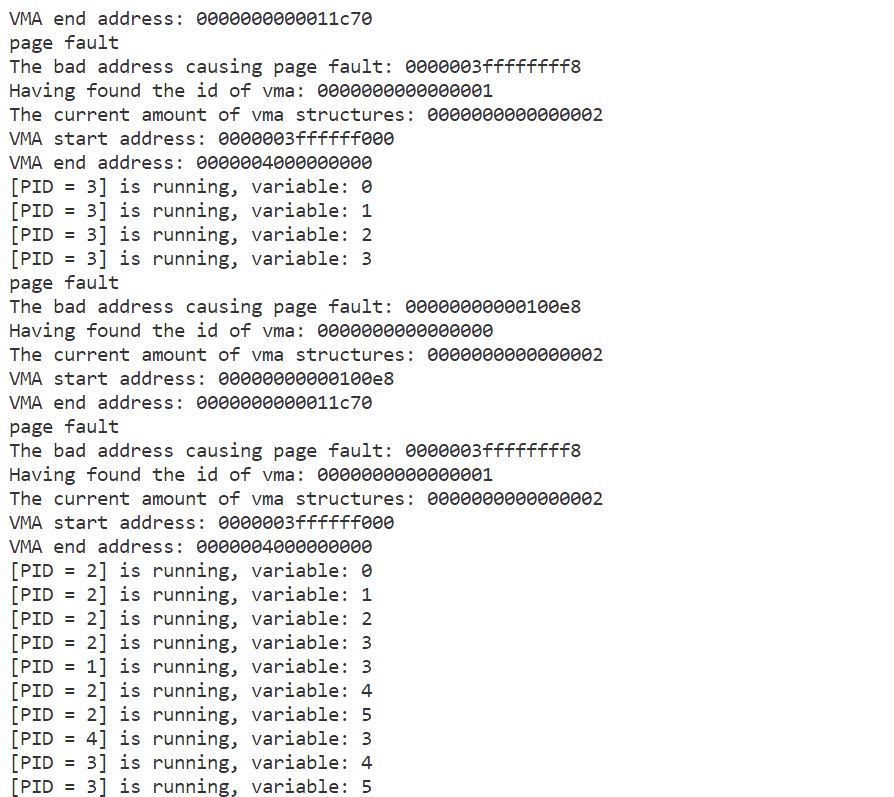 VMA end address: 0000000000011c70
page fault
The bad address causing page fault: 0000003ffffffff8
Having found the id of vma: 0000000000000001
The current amount of vma structures: 0000000000000002
VMA start address: 0000003ffffff000
VMA end address: 0000004000000000
[PID = 3] is running, variable: 0
[PID = 3] is running, variable: 1
[PID = 3] is running, variable: 2
[PID = 3] is running, variable: 3
page fault
The bad address causing page fault: 00000000000100e8
Having found the id of vma: 0000000000000000
The current amount of vma structures: 0000000000000002
VMA start address: 00000000000100e8
VMA end address: 0000000000011c70
page fault
The bad address causing page fault: 0000003ffffffff8
Having found the id of vma: 0000000000000001
The current amount of vma structures: 0000000000000002
VMA start address: 0000003ffffff000
VMA end address: 0000004000000000
[PID = 2] is running, variable: 0
[PID = 2] is running, variable: 1
[PID = 2] is running, variable: 2
[PID = 2] is running, variable: 3
[PID = 1] is running, variable: 3
[PID = 2] is running, variable: 4
[PID = 2] is running, variable: 5
[PID = 4] is running, variable: 3
[PID = 3] is running, variable: 4
[PID = 3] is running, variable: 5